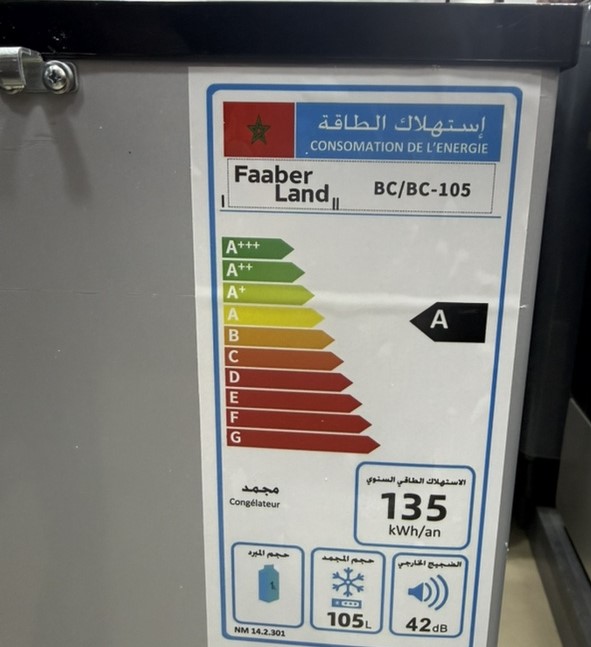 إستهلاك الطاقة
CONSOMATION DE L'ENERGIE
Faaber
Land
I
II
BC/BC-105
A+++
A++
A+
A
B
C
D
E
F
G
A
مجمد
Congélateur
الاستهلاك الطاقي السنوي
135
kWh/an
حجم المبرد
L
حجم المجمد
105L
الضجيج الخارجي
42dB
NM 14.2.301